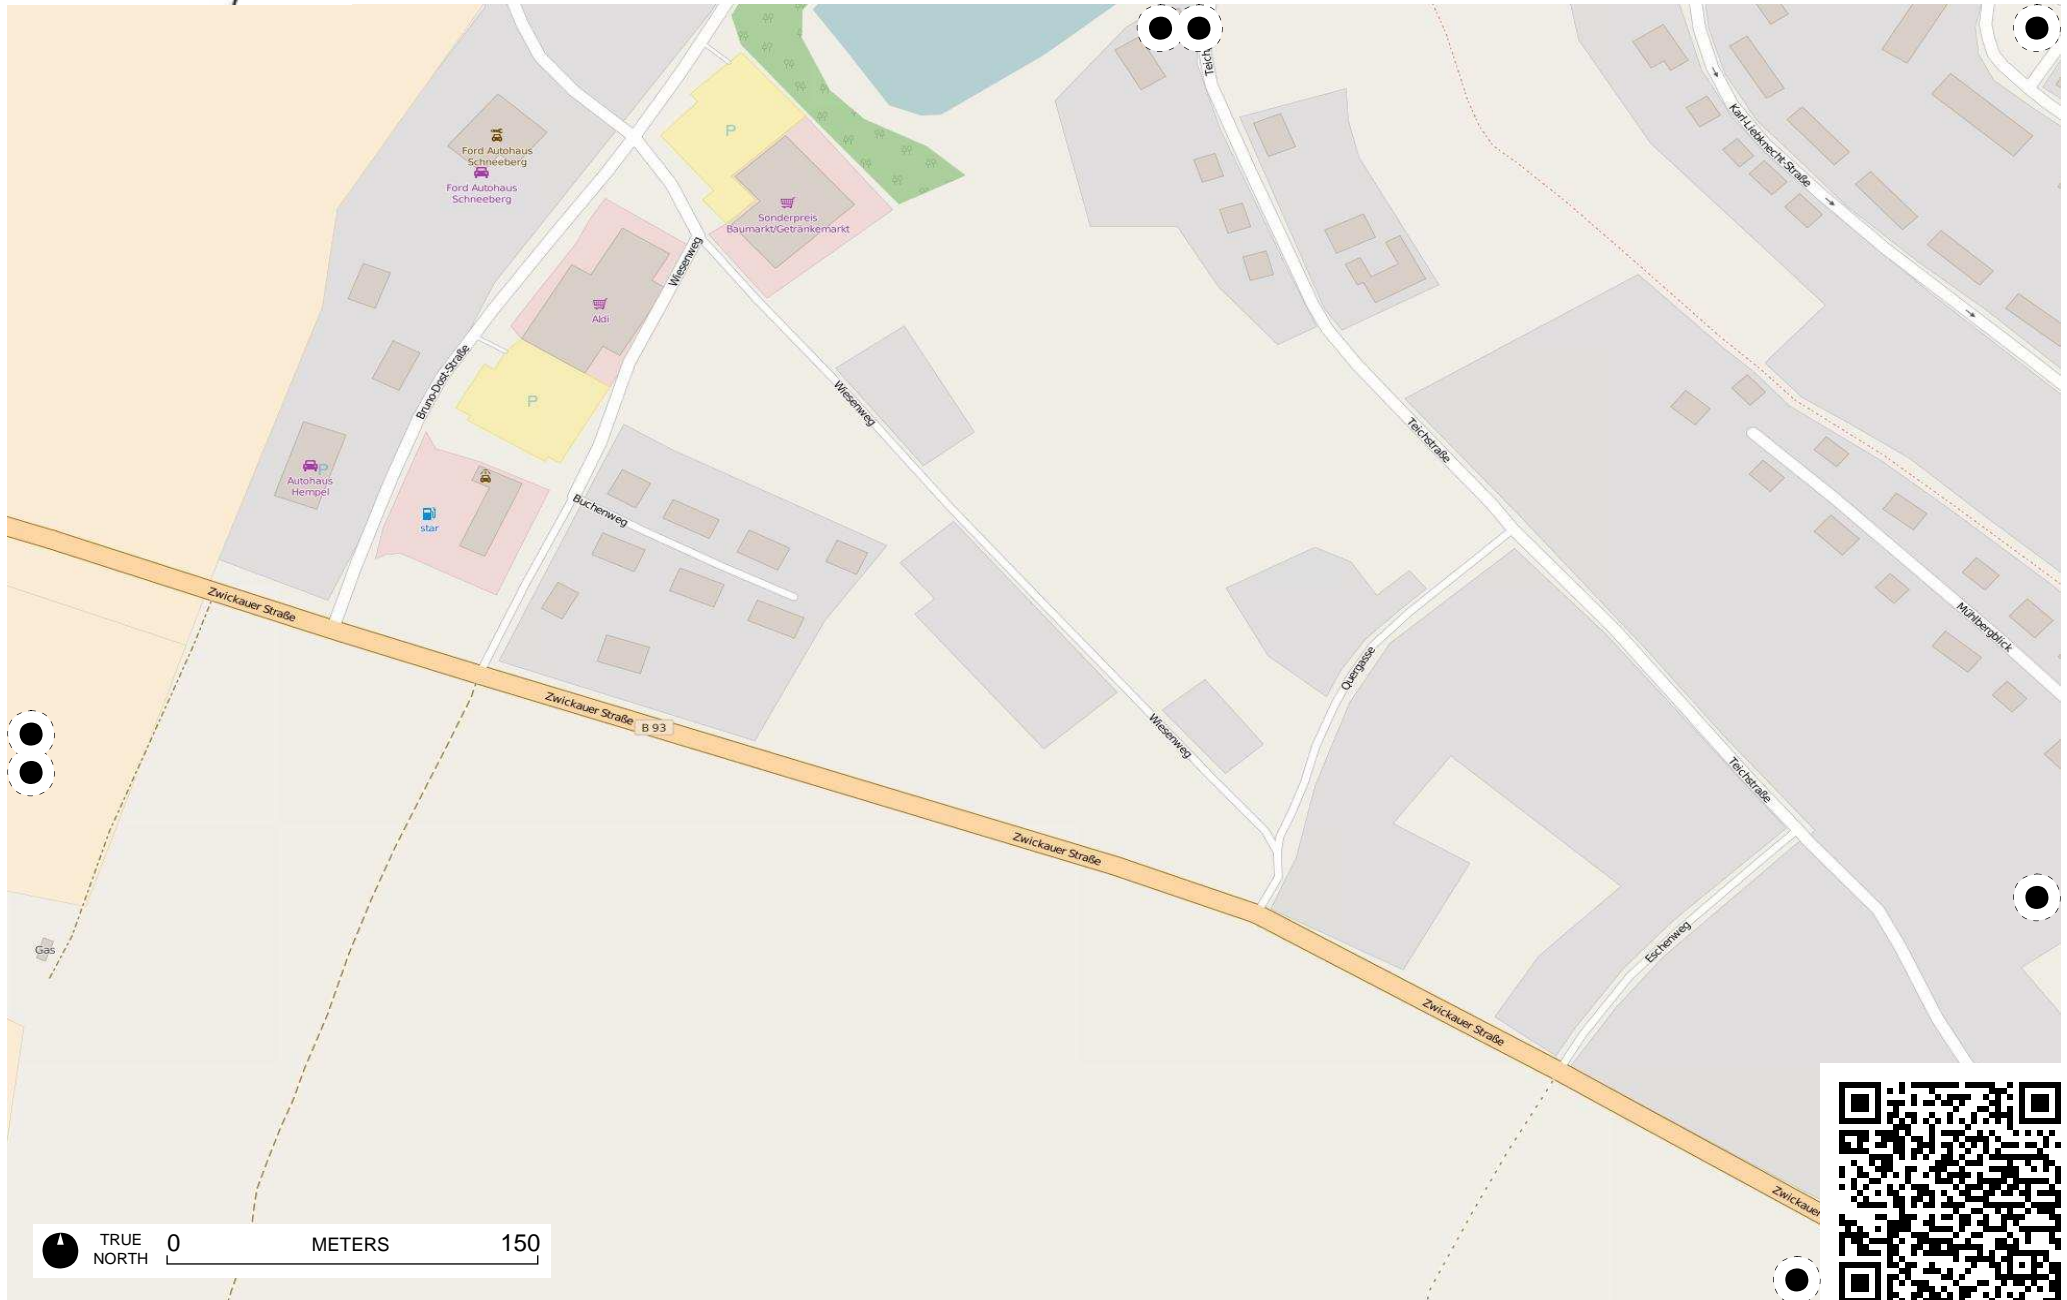 Teich
P
Ford Autohaus
Schneeberg
Ford Autohaus
Schneeberg
Karl-Liebknecht-Straße
Sonderpreis
Baumarkt/Getränkemarkt
Wiesenweg
Aldi
Bruno-Dost-Straße
P
Wiesenweg
Teichstraße
P
Autohaus
Hempel
star
Buchenweg
Zwickauer Straße
Mühlbergblick
Quergasse
Zwickauer Straße
B 93
Wiesenweg
Teichstraße
Zwickauer Straße
Gas
Eschenweg
Zwickauer Straße
Zwickauer
TRUE
NORTH
0 METERS 150